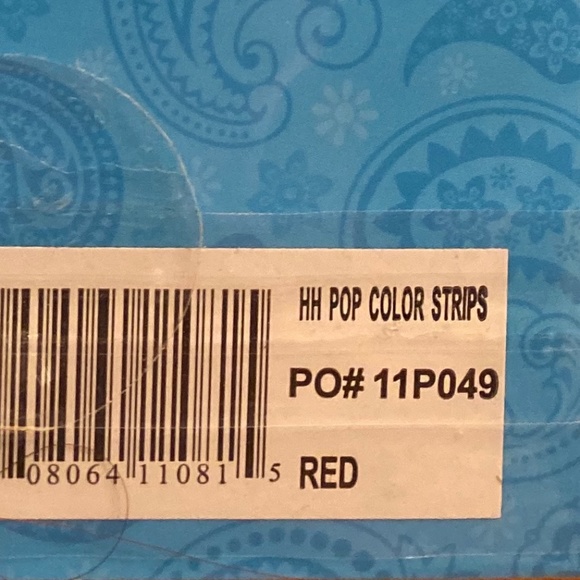 HH POP COLOR STRIPS
PO# 11P049
08064 11081 5
RED